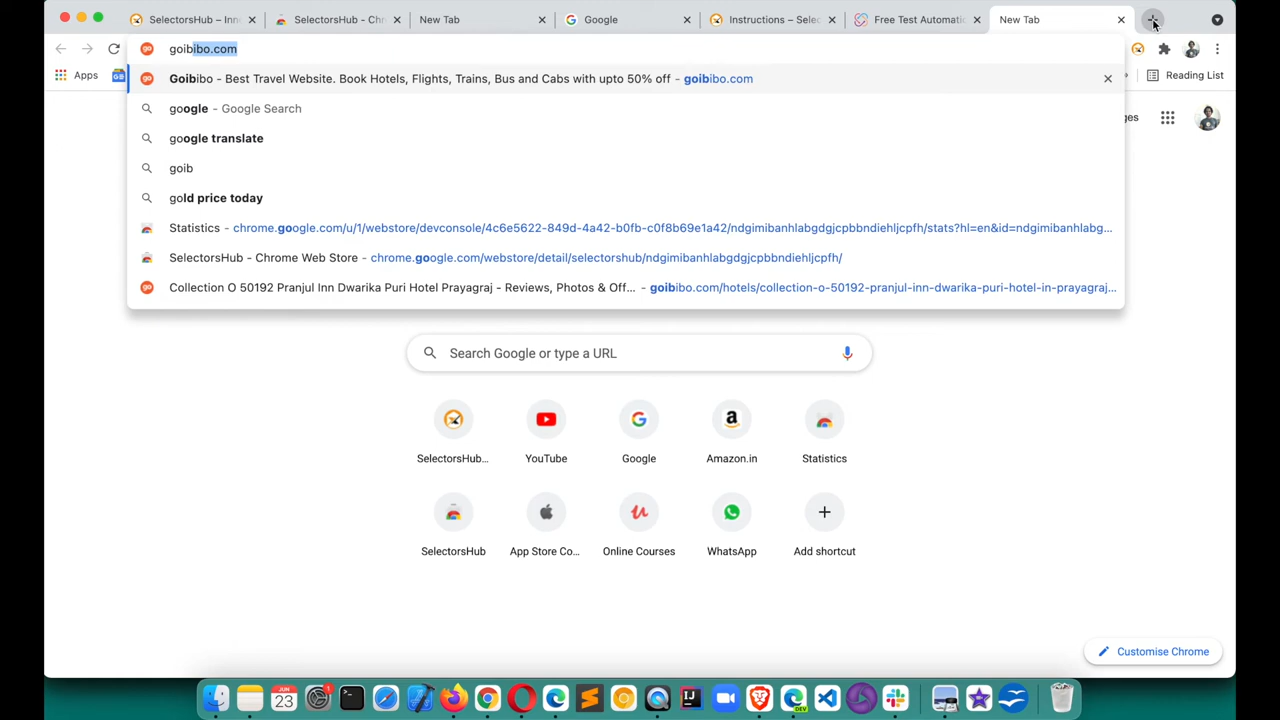 SelectorsHub – Inn
SelectorsHub - Chr
New Tab
Google
Instructions – Selec
Free Test Automatic
New Tab
goibibo.com
Apps
Reading List
Goibibo - Best Travel Website. Book Hotels, Flights, Trains, Bus and Cabs with upto 50% off - goibibo.com
google - Google Search
ges
google translate
goib
gold price today
Statistics - chrome.google.com/u/1/webstore/devconsole/4c6e5622-849d-4a42-b0fb-c0f8b69e1a42/ndgimibanhlabgdgjcpbbndiehljcpfh/stats?hl=en&id=ndgimibanhlabg...
SelectorsHub - Chrome Web Store - chrome.google.com/webstore/detail/selectorshub/ndgimibanhlabgdgjcpbbndiehljcpfh/
Collection O 50192 Pranjul Inn Dwarika Puri Hotel Prayagraj - Reviews, Photos & Off... - goibibo.com/hotels/collection-o-50192-pranjul-inn-dwarika-puri-hotel-in-prayagraj...
Search Google or type a URL
SelectorsHub...
YouTube
Google
Amazon.in
Statistics
SelectorsHub
App Store Co...
Online Courses
WhatsApp
Add shortcut
Customise Chrome
JUN
23
1
DEV